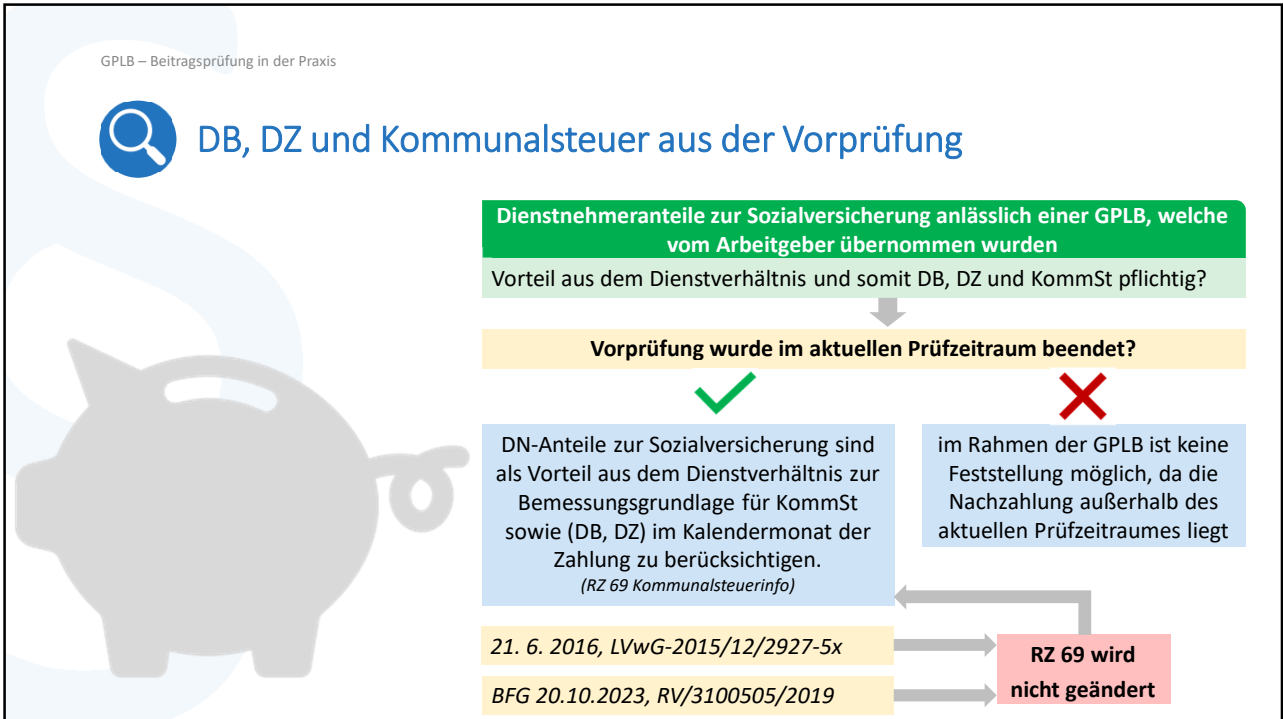 GPLB – Beitragsprüfung in der Praxis
DB, DZ und Kommunalsteuer aus der Vorprüfung
Dienstnehmeranteile zur Sozialversicherung anlässlich einer GPLB, welche
vom Arbeitgeber übernommen wurden
Vorteil aus dem Dienstverhältnis und somit DB, DZ und KommSt pflichtig?
Vorprüfung wurde im aktuellen Prüfzeitraum beendet?
DN-Anteile zur Sozialversicherung sind
als Vorteil aus dem Dienstverhältnis zur
Bemessungsgrundlage für KommSt
sowie (DB, DZ) im Kalendermonat der
Zahlung zu berücksichtigen.
(RZ 69 Kommunalsteuerinfo)
im Rahmen der GPLB ist keine
Feststellung möglich, da die
Nachzahlung außerhalb des
aktuellen Prüfzeitraumes liegt
21. 6. 2016, LVwG-2015/12/2927-5x
BFG 20.10.2023, RV/3100505/2019
RZ 69 wird
nicht geändert